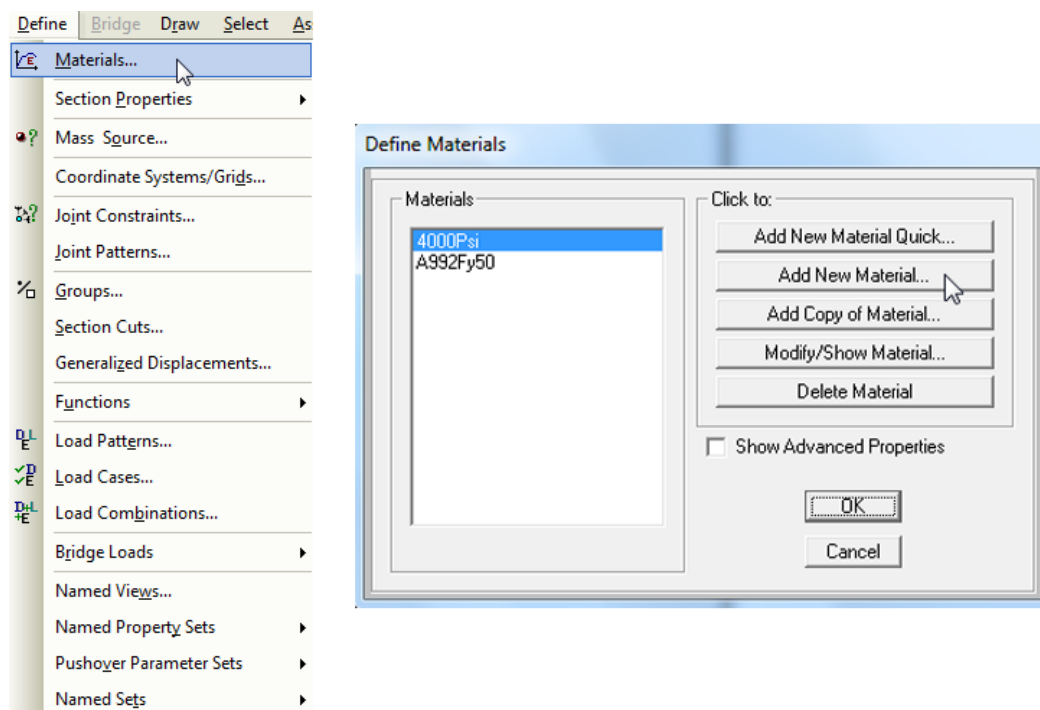 Define Bridge Draw Select As
Materials...
Section Properties
Mass Source...
Coordinate Systems/Grids...
Joint Constraints...
Joint Patterns...
Groups...
Section Cuts...
Generalized Displacements...
Functions
Load Patterns...
Load Cases...
Load Combinations...
Bridge Loads
Named Views...
Named Property Sets
Pushover Parameter Sets
Named Sets
Define Materials
Materials
4000Psi
A992Fy50
Click to:
Add New Material Quick...
Add New Material...
Add Copy of Material...
Modify/Show Material...
Delete Material
Show Advanced Properties
OK
Cancel